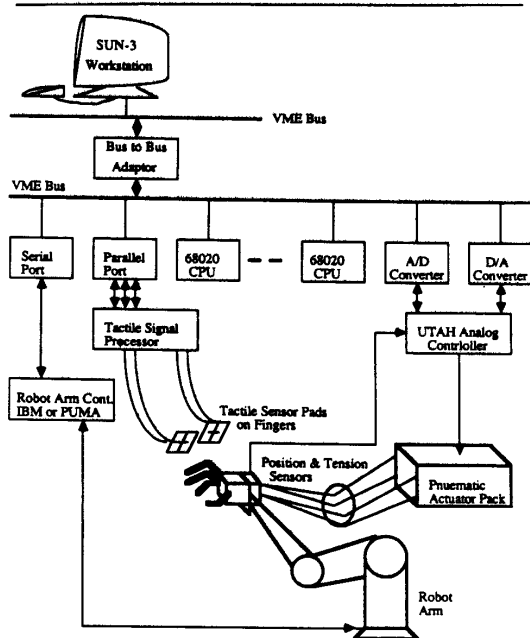 SUN-3
Workstation
VME Bus
Bus to Bus
Adaptor
VME Bus
Serial
Port
Parallel
Port
68020
CPU
68020
CPU
A/D
Converter
D/A
Converter
Tactile Signal
Processor
UTAH Analog
Contrloller
Robot Arm Cont.
IBM or PUMA
Tactile Sensor Pads
on Fingers
Position & Tension
Sensors
Pnuematic
Actuator Pack
Robot
Arm